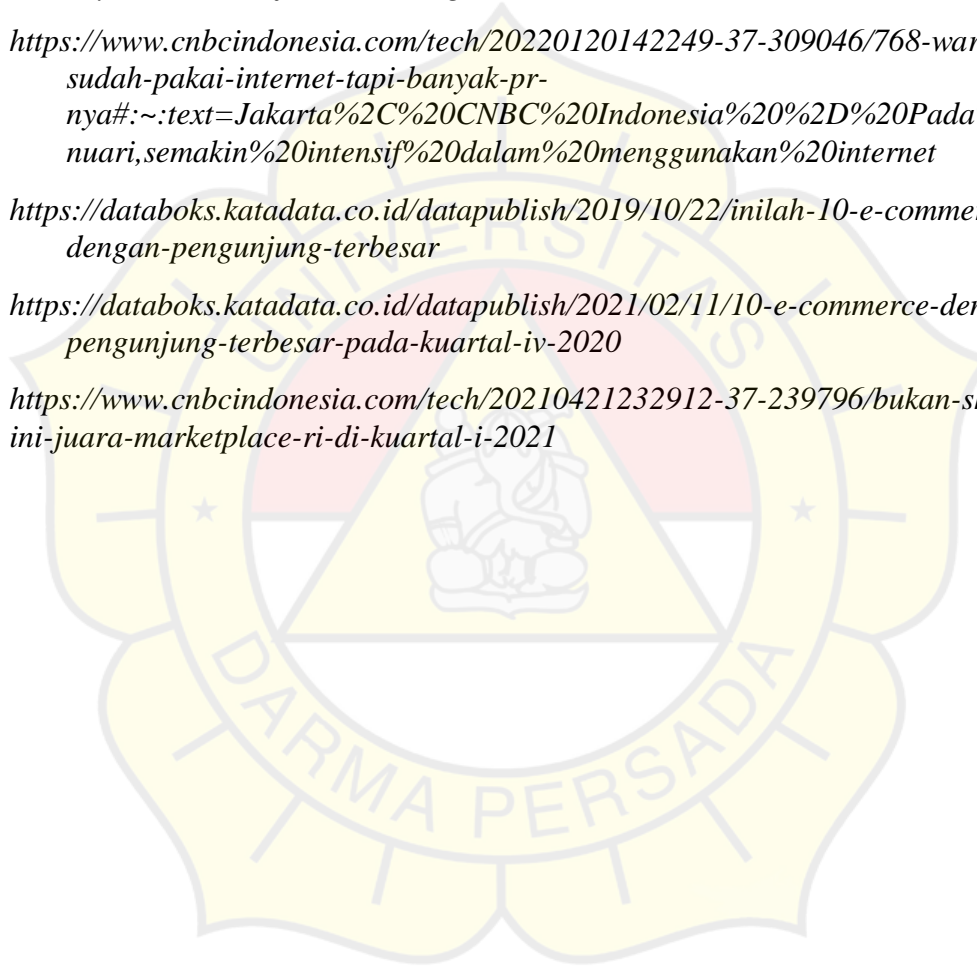 https://www.cnbcindonesia.com/tech/20220120142249-37-309046/768-war
sudah-pakai-internet-tapi-banyak-pr-
nya#:~:text=Jakarta%2C%20CNBC%20Indonesia%20%2D%20Pada
nuari,semakin%20intensif%20dalam%20menggunakan%20internet
https://databoks.katadata.co.id/datapublish/2019/10/22/inilah-10-e-commer
dengan-pengunjung-terbesar
https://databoks.katadata.co.id/datapublish/2021/02/11/10-e-commerce-den
pengunjung-terbesar-pada-kuartal-iv-2020
https://www.cnbcindonesia.com/tech/20210421232912-37-239796/bukan-sh
ini-juara-marketplace-ri-di-kuartal-i-2021
UNIVERSITAS
DARMA PERSADA